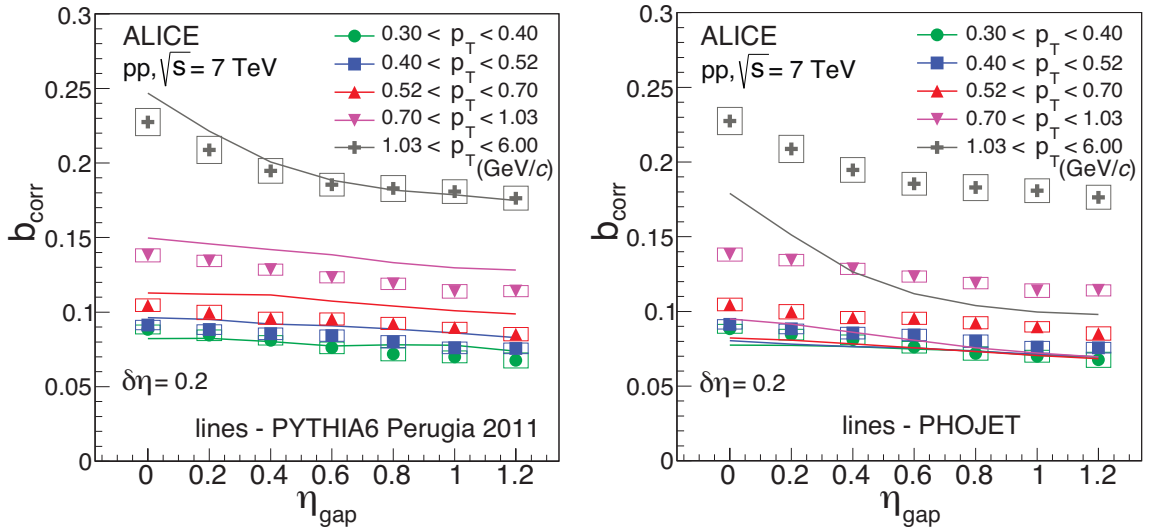 0.3
0.25
0.2
0.15
0.1
0.05
0
b_corr
ALICE
pp, √s = 7 TeV
0.30 < p_T < 0.40
0.40 < p_T < 0.52
0.52 < p_T < 0.70
0.70 < p_T < 1.03
1.03 < p_T < 6.00
(GeV/c)
δη = 0.2
lines - PYTHIA6 Perugia 2011
0 0.2 0.4 0.6 0.8 1 1.2
η_gap
0.3
0.25
0.2
0.15
0.1
0.05
0
b_corr
ALICE
pp, √s = 7 TeV
0.30 < p_T < 0.40
0.40 < p_T < 0.52
0.52 < p_T < 0.70
0.70 < p_T < 1.03
1.03 < p_T < 6.00
(GeV/c)
δη = 0.2
lines - PHOJET
0 0.2 0.4 0.6 0.8 1 1.2
η_gap